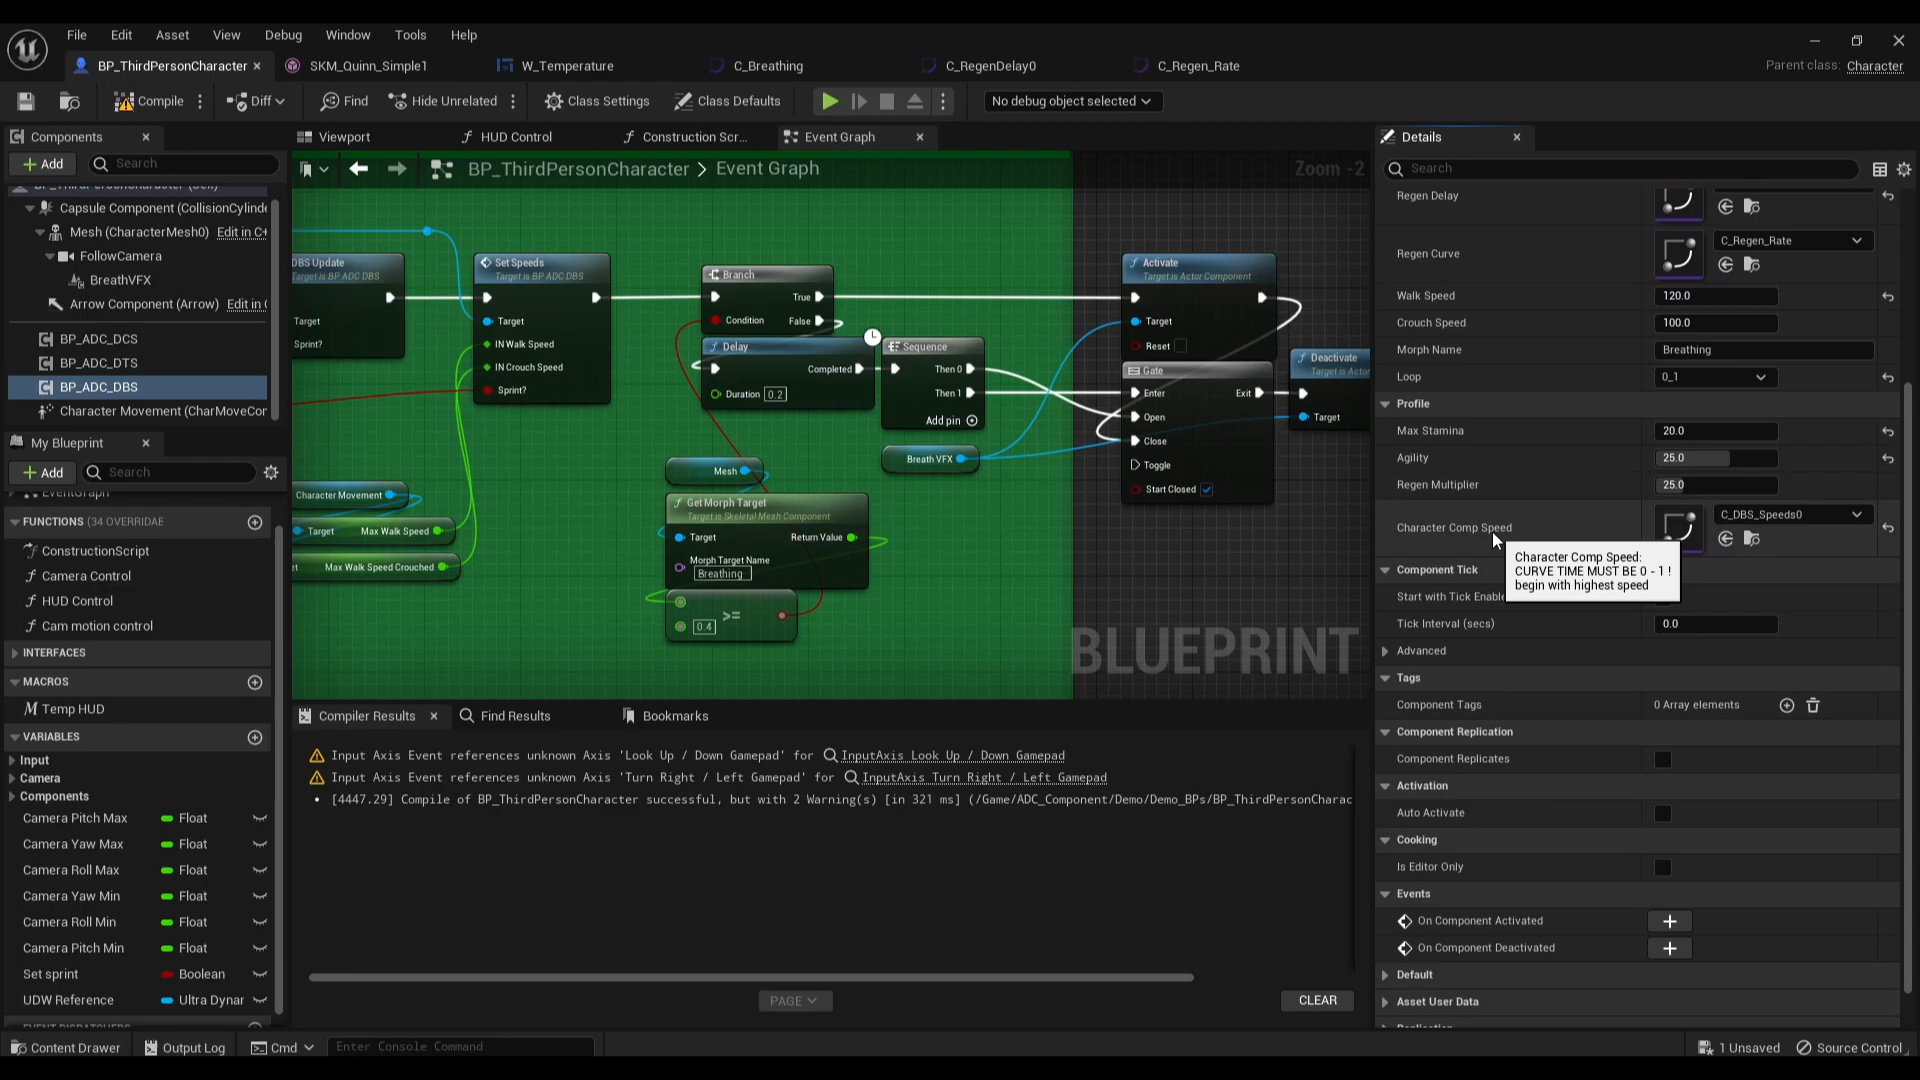 File Edit Asset View Debug Window Tools Help
BP_ThirdPersonCharacter
SKM_Quinn_Simple1
W_Temperature
C_Breathing
C_RegenDelay0
C_Regen_Rate
Parent class: Character
Compile
Diff
Find
Hide Unrelated
Class Settings
Class Defaults
No debug object selected
Components
Add
Search
Capsule Component (CollisionCylinde
Mesh (CharacterMesh0) Edit in C+
FollowCamera
BreathVFX
Arrow Component (Arrow) Edit in
BP_ADC_DCS
BP_ADC_DTS
BP_ADC_DBS
Character Movement (CharMoveCor
My Blueprint
Add
Search
EventGraph
FUNCTIONS (34 OVERRIDAE
ConstructionScript
Camera Control
HUD Control
Cam motion control
INTERFACES
MACROS
Temp HUD
VARIABLES
Input
Camera
Components
Camera Pitch Max Float
Camera Yaw Max Float
Camera Roll Max Float
Camera Yaw Min Float
Camera Roll Min Float
Camera Pitch Min Float
Set sprint Boolean
UDW Reference Ultra Dynar
Viewport
HUD Control
Construction Scr...
Event Graph
BP_ThirdPersonCharacter > Event Graph
Zoom -2
DBS Update
Target is BP ADC DBS
Target
Sprint?
Set Speeds
Target is BP ADC DBS
Target
IN Walk Speed
IN Crouch Speed
Sprint?
Branch
True
Condition False
Delay
Completed
Duration 0.2
Sequence
Then 0
Then 1
Add pin
Breath VFX
Mesh
Get Morph Target
Target is Skeletal Mesh Component
Target Return Value
Morph Target Name
Breathing
>=
0.4
Character Movement
Target Max Walk Speed
et Max Walk Speed Crouched
Activate
Target is Actor Component
Target
Reset
Gate
Enter Exit
Open
Close
Toggle
Start Closed
Deactivate
Target is Actor
Target
BLUEPRINT
Compiler Results
Find Results
Bookmarks
Input Axis Event references unknown Axis 'Look Up / Down Gamepad' for InputAxis Look Up / Down Gamepad
Input Axis Event references unknown Axis 'Turn Right / Left Gamepad' for InputAxis Turn Right / Left Gamepad
• [4447.29] Compile of BP_ThirdPersonCharacter successful, but with 2 Warning(s) [in 321 ms] (/Game/ADC_Component/Demo/Demo_BPs/BP_ThirdPersonCharac
PAGE
CLEAR
Details
Search
Regen Delay
Regen Curve C_Regen_Rate
Walk Speed 120.0
Crouch Speed 100.0
Morph Name Breathing
Loop 0_1
Profile
Max Stamina 20.0
Agility 25.0
Regen Multiplier 25.0
Character Comp Speed C_DBS_Speeds0
Character Comp Speed:
CURVE TIME MUST BE 0 - 1 !
begin with highest speed
Component Tick
Start with Tick Enable
Tick Interval (secs) 0.0
Advanced
Tags
Component Tags 0 Array elements
Component Replication
Component Replicates
Activation
Auto Activate
Cooking
Is Editor Only
Events
On Component Activated
On Component Deactivated
Default
Asset User Data
Content Drawer
Output Log
Cmd
Enter Console Command
1 Unsaved
Source Control